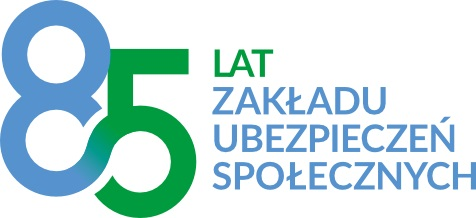 85 LAT
ZAKŁADU
UBEZPIECZEŃ
SPOŁECZNYCH